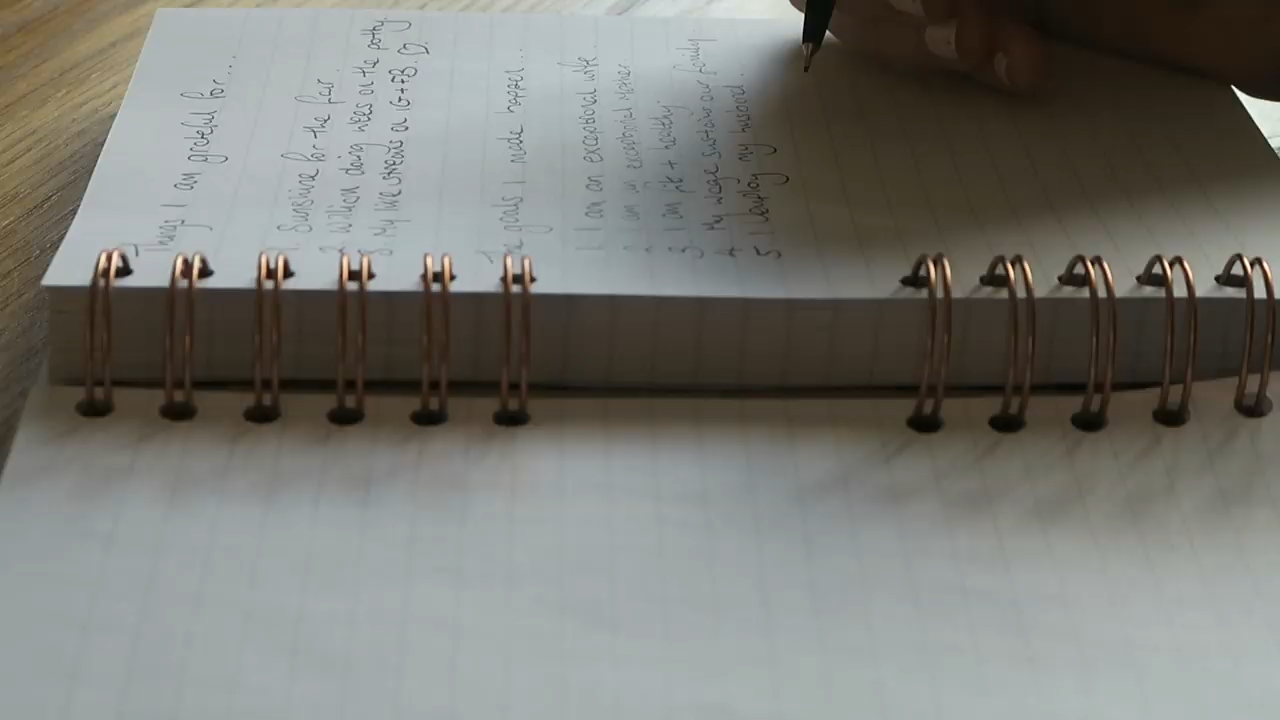 Things I am grateful for....
1. Sunshine for the fair
2. William doing wees on the potty
3. My live streams on IG + FB.
The goals I made happen...
1 I am an exceptional wife.
2 I am an exceptional mother.
3. I am fit + healthy
4. My wage sustains our family
5 I employ my husband.